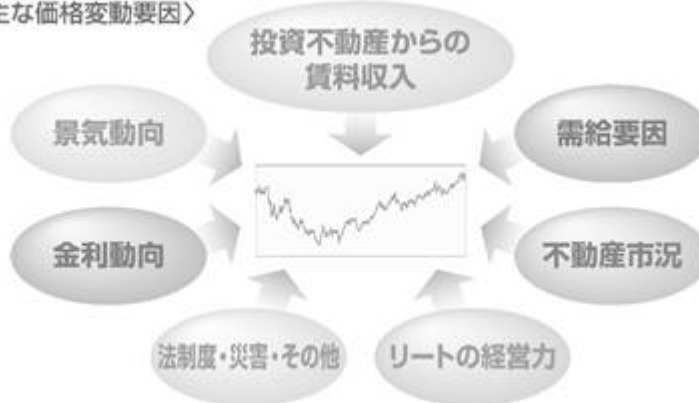 主な価格変動要因〉
投資不動産からの
賃料収入
景気動向
需給要因
金利動向
不動産市況
法制度・災害・その他
リートの経営力